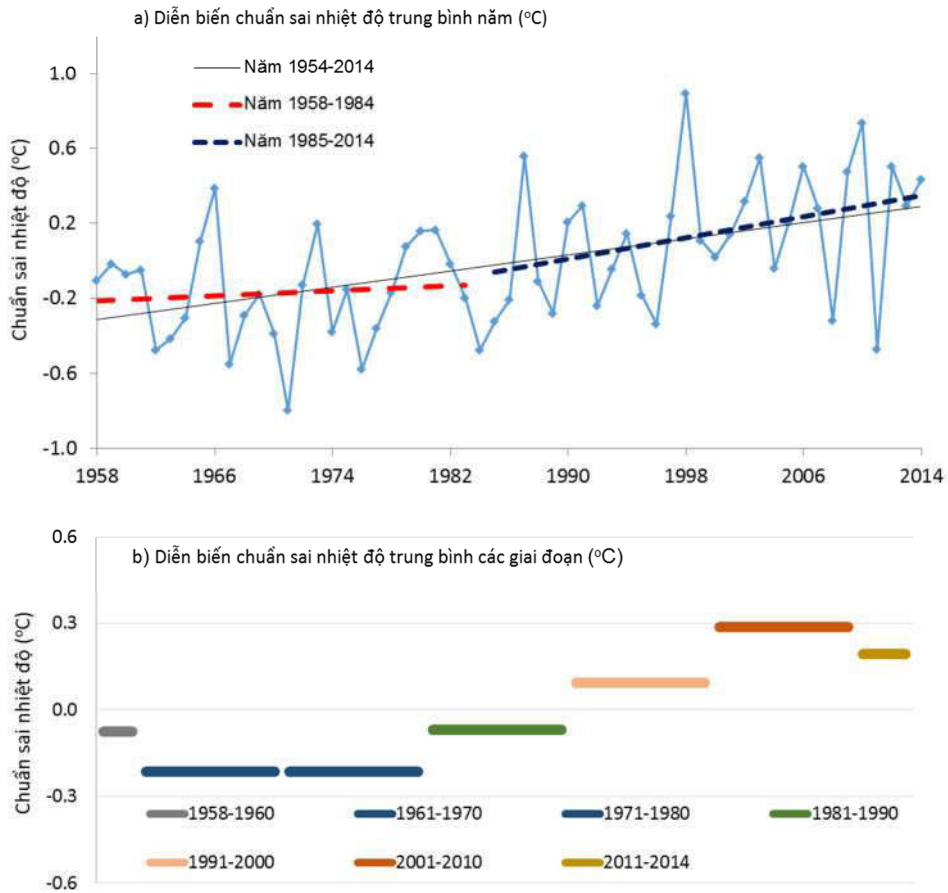 a) Diễn biến chuẩn sai nhiệt độ trung bình năm (ºC)
Năm 1954-2014
Năm 1958-1984
Năm 1985-2014
Chuẩn sai nhiệt độ (ºC)
1.0
0.6
0.2
-0.2
-0.6
-1.0
1958 1966 1974 1982 1990 1998 2006 2014
b) Diễn biến chuẩn sai nhiệt độ trung bình các giai đoạn (ºC)
Chuẩn sai nhiệt độ (ºC)
0.6
0.3
0.0
-0.3
-0.6
1958-1960 1961-1970 1971-1980 1981-1990
1991-2000 2001-2010 2011-2014